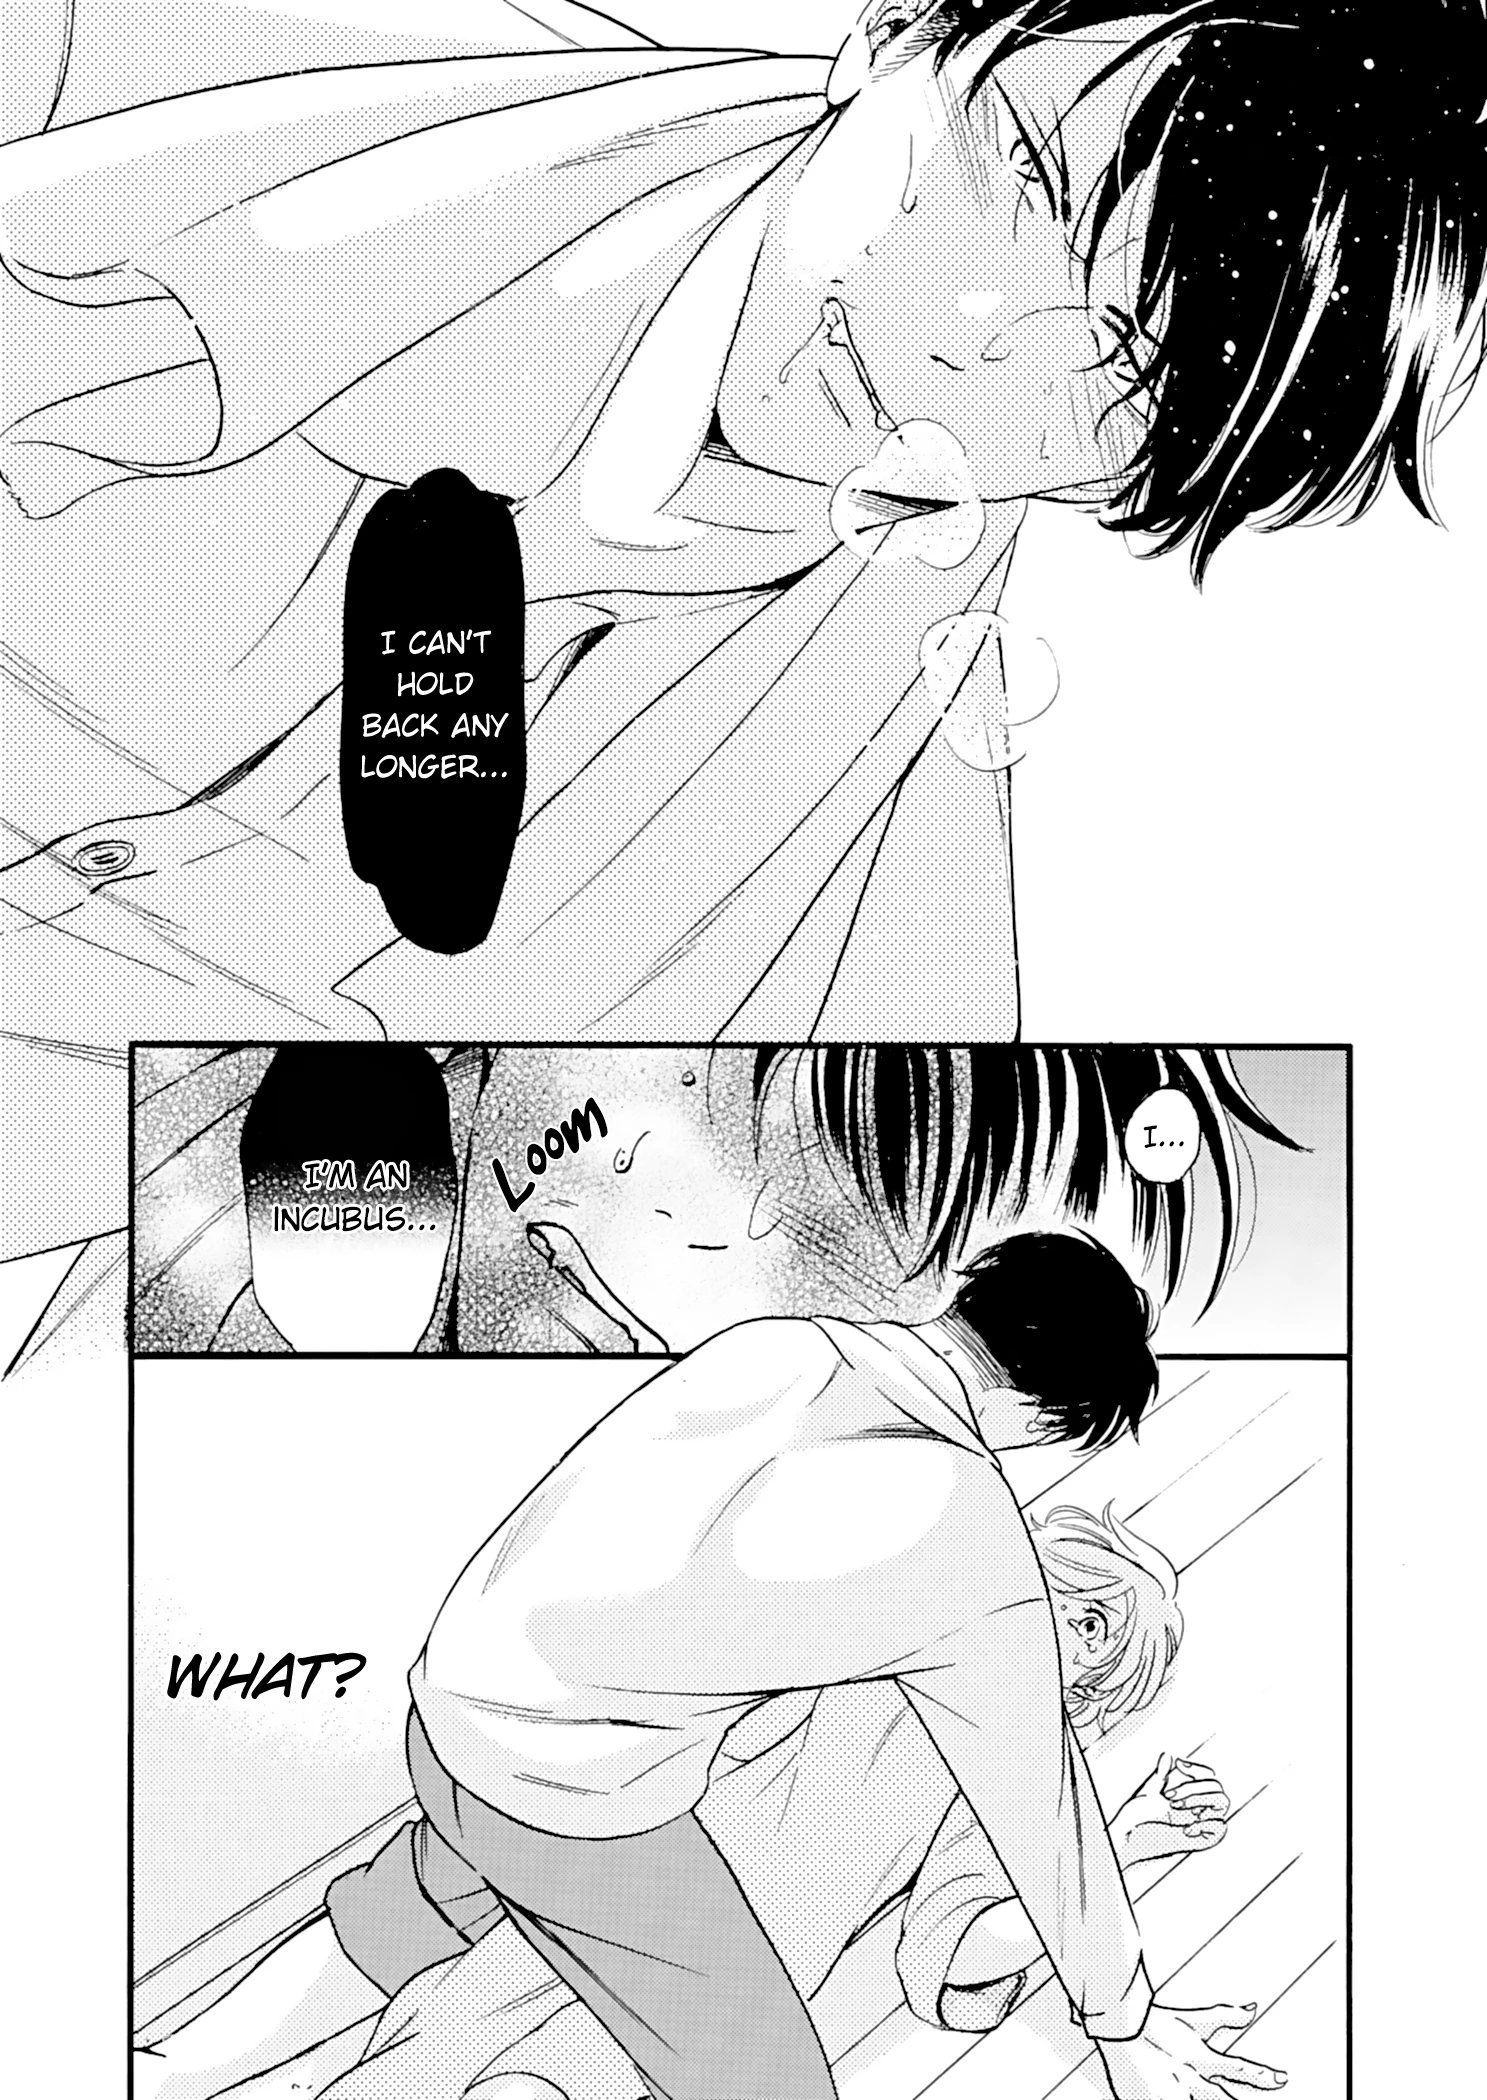 I CAN'T
HOLD
BACK ANY
LONGER...
I...
LOOM
I'M AN
INCUBUS...
WHAT?